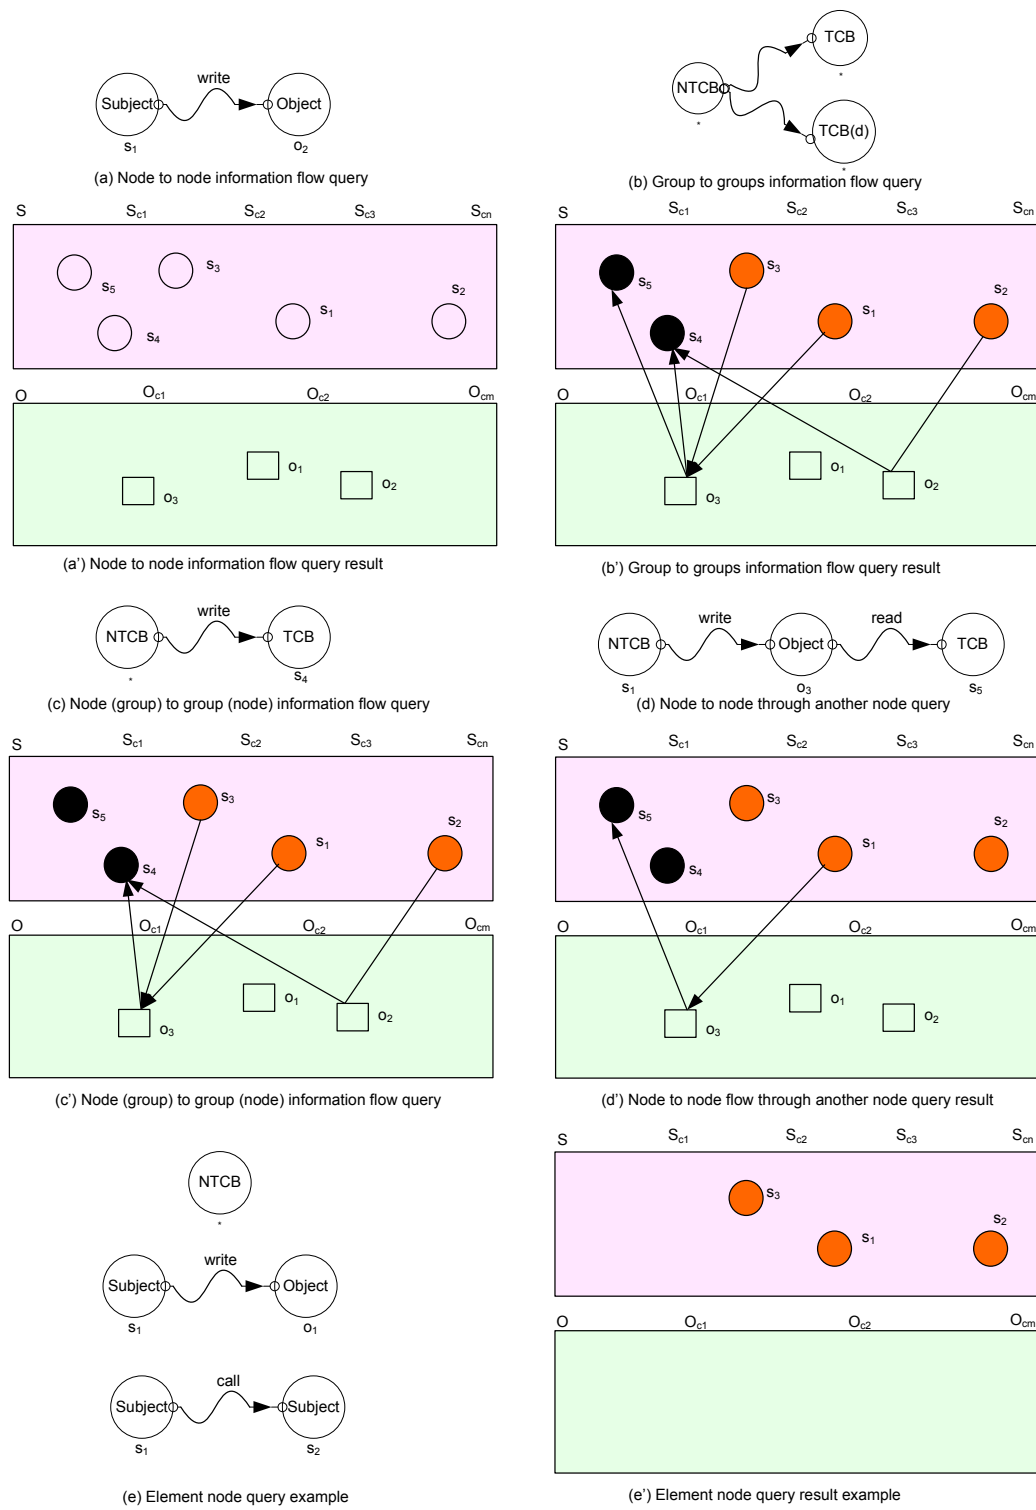 write
Subject
Object
s1
o2
(a) Node to node information flow query
TCB
*
NTCB
*
TCB(d)
*
(b) Group to groups information flow query
S Sc1 Sc2 Sc3 Scn
s3
s5
s2
s1
s4
O Oc1 Oc2 Ocm
o1
o2
o3
(a') Node to node information flow query result
S Sc1 Sc2 Sc3 Scn
s3
s5
s2
s1
s4
O Oc1 Oc2 Ocm
o1
o2
o3
(b') Group to groups information flow query result
write
NTCB
TCB
*
s4
(c) Node (group) to group (node) information flow query
write
read
NTCB
Object
TCB
s1
o3
s5
(d) Node to node through another node query
S Sc1 Sc2 Sc3 Scn
s3
s5
s2
s1
s4
O Oc1 Oc2 Ocm
o1
o2
o3
(c') Node (group) to group (node) information flow query
S Sc1 Sc2 Sc3 Scn
s3
s5
s2
s1
s4
O Oc1 Oc2 Ocm
o1
o2
o3
(d') Node to node flow through another node query result
NTCB
*
write
Subject
Object
s1
o1
call
Subject
Subject
s1
s2
(e) Element node query example
S Sc1 Sc2 Sc3 Scn
s3
s2
s1
O Oc1 Oc2 Ocm
(e') Element node query result example